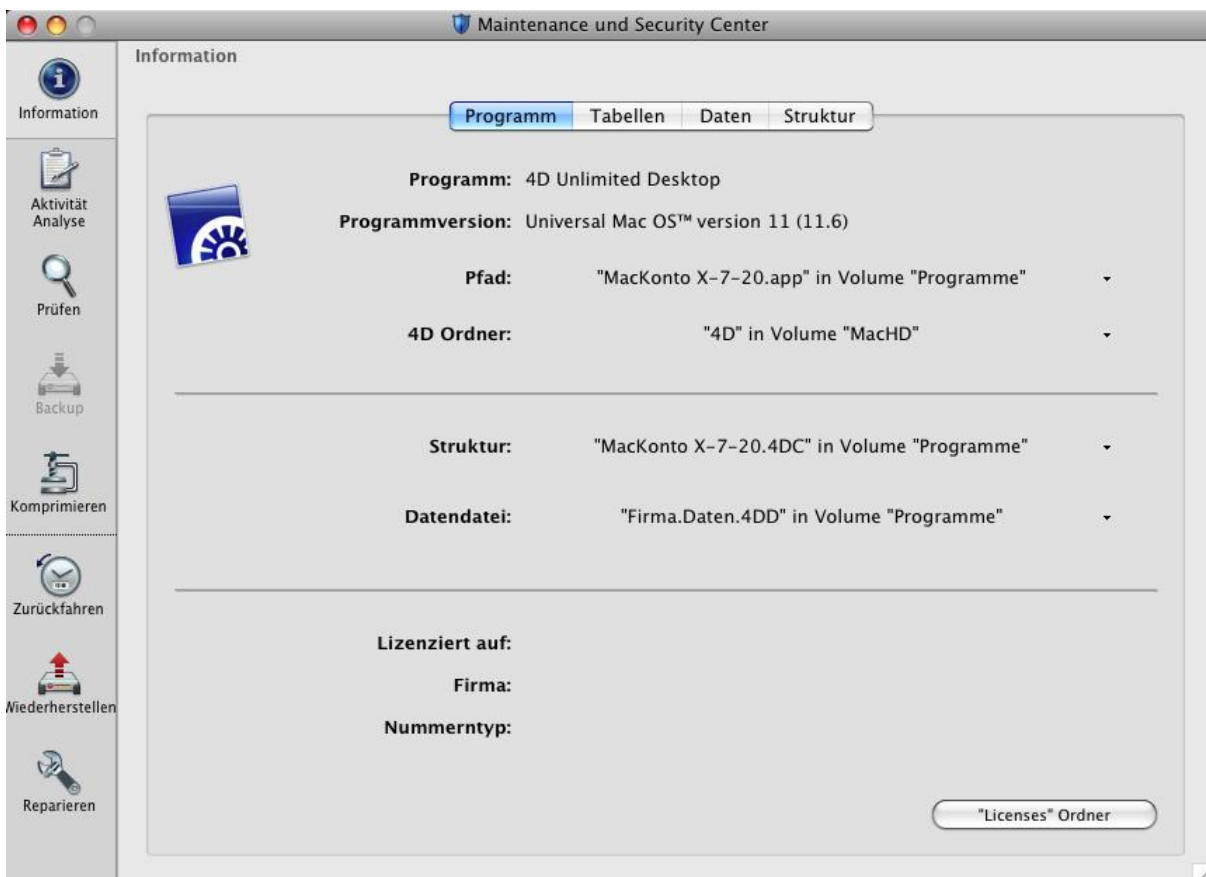 Maintenance und Security Center
Information
Information
Aktivität
Analyse
Prüfen
Backup
Komprimieren
Zurückfahren
Wiederherstellen
Reparieren
Programm Tabellen Daten Struktur
Programm: 4D Unlimited Desktop
Programmversion: Universal Mac OS™ version 11 (11.6)
Pfad: "MacKonto X-7-20.app" in Volume "Programme"
4D Ordner: "4D" in Volume "MacHD"
Struktur: "MacKonto X-7-20.4DC" in Volume "Programme"
Datendatei: "Firma.Daten.4DD" in Volume "Programme"
Lizenziert auf:
Firma:
Nummerntyp:
"Licenses" Ordner